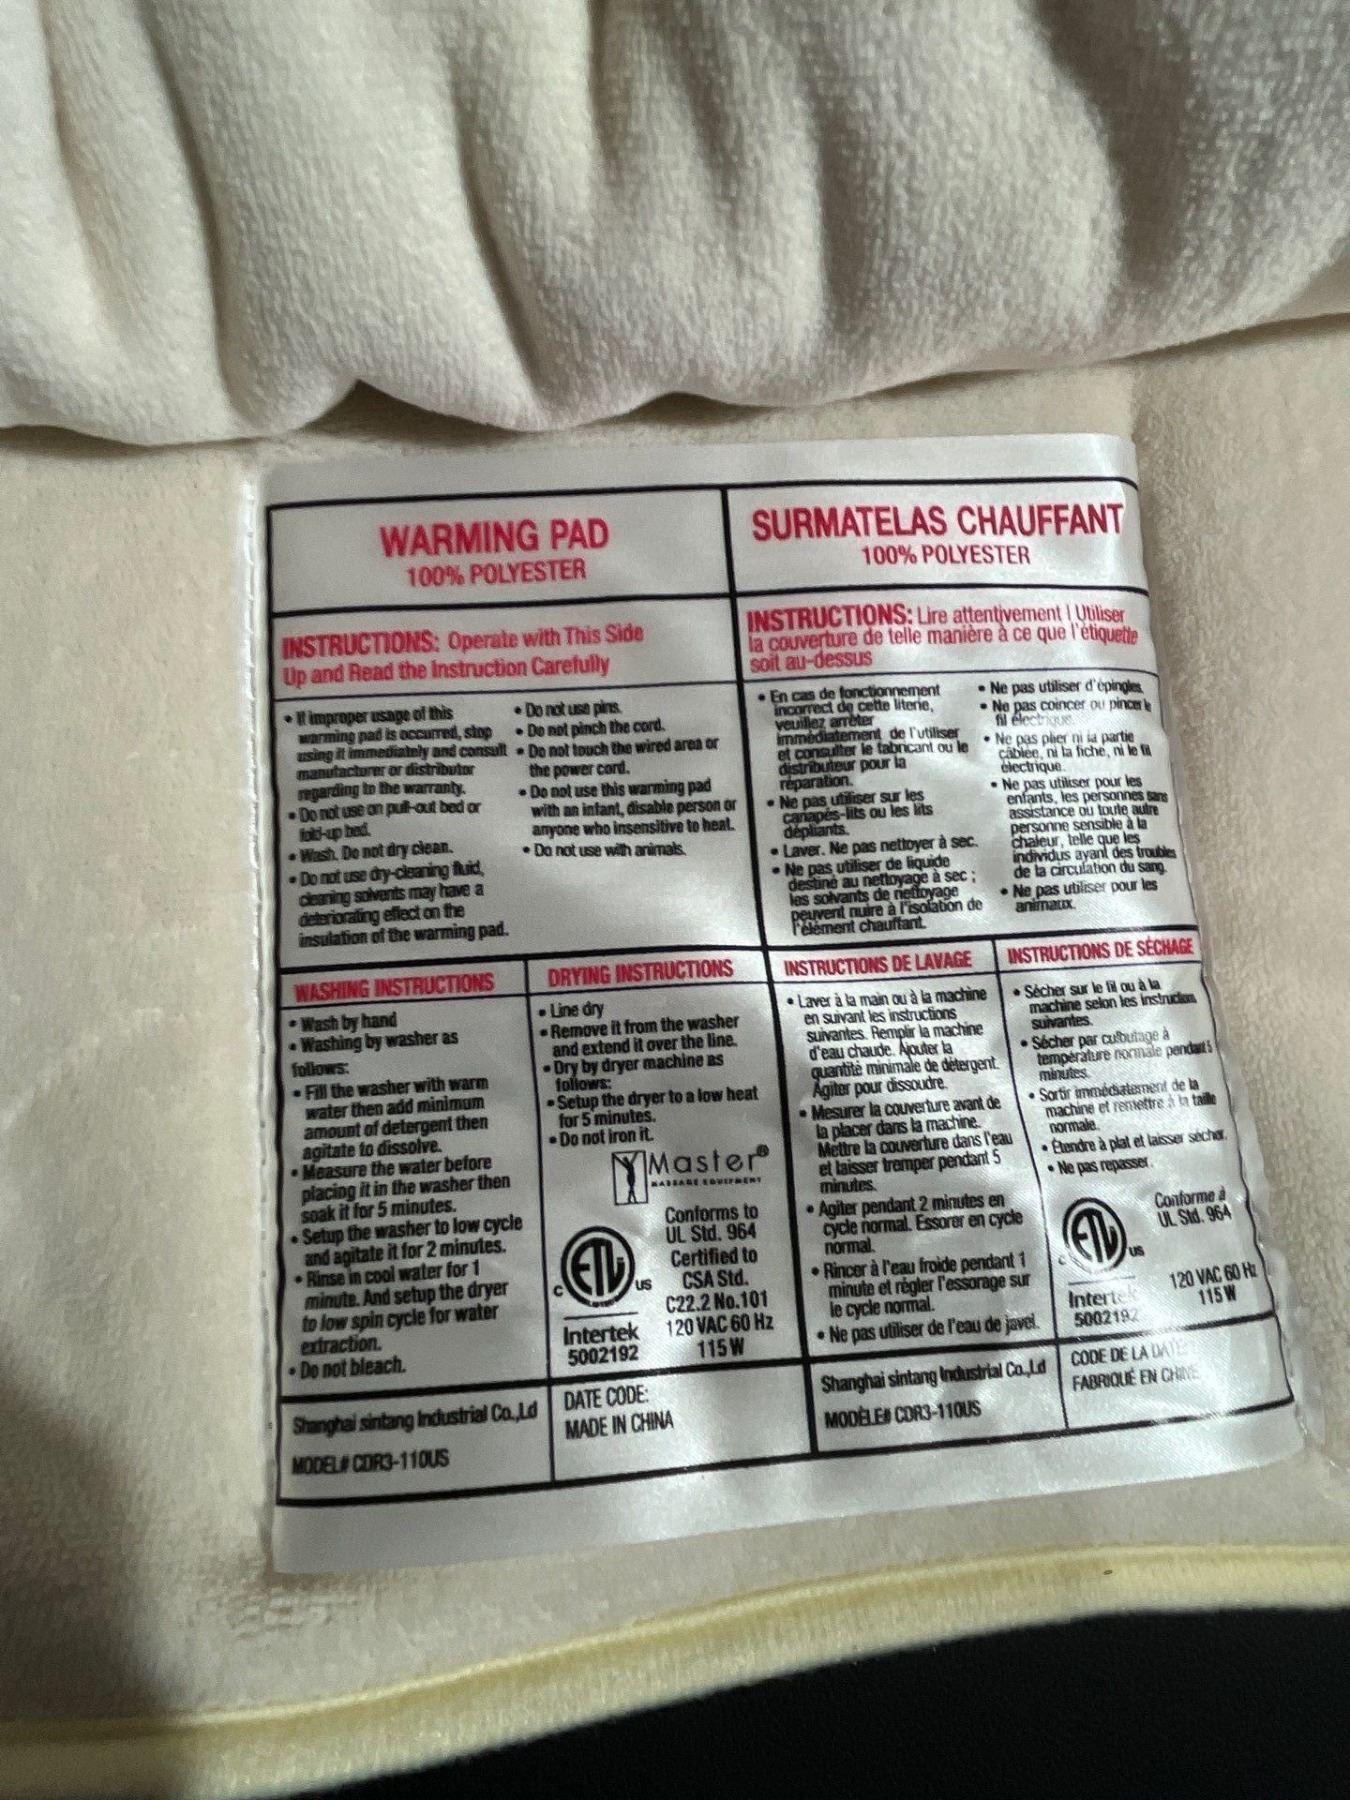 WARMING PAD
100% POLYESTER
INSTRUCTIONS: Operate with This Side
Up and Read the Instruction Carefully
• If improper usage of this
warming pad is occurred, stop
using it immediately and consult
manufacturer or distributor
regarding to the warranty.
• Do not use on pull-out bed or
fold-up bed.
• Wash. Do not dry clean.
• Do not use dry-cleaning fluid,
cleaning solvents may have a
deteriorating effect on the
insulation of the warming pad.
• Do not use pins.
• Do not pinch the cord.
• Do not touch the wired area or
the power cord.
• Do not use this warming pad
with an infant, disable person or
anyone who insensitive to heat.
• Do not use with animals.
WASHING INSTRUCTIONS
• Wash by hand
• Washing by washer as
follows:
• Fill the washer with warm
water then add minimum
amount of detergent then
agitate to dissolve.
• Measure the water before
placing it in the washer then
soak it for 5 minutes.
• Setup the washer to low cycle
and agitate it for 2 minutes.
• Rinse in cool water for 1
minute. And setup the dryer
to low spin cycle for water
extraction.
• Do not bleach.
DRYING INSTRUCTIONS
• Line dry
• Remove it from the washer
and extend it over the line.
• Dry by dryer machine as
follows:
• Setup the dryer to a low heat
for 5 minutes.
• Do not iron it.
Master®
MASSAGE EQUIPMENT
Conforms to
UL Std. 964
Certified to
CSA Std.
C22.2 No.101
120 VAC 60 Hz
115 W
C ETL US
Intertek
5002192
Shanghai sintang Industrial Co.,Ld
MODEL# CDR3-110US
DATE CODE:
MADE IN CHINA
SURMATELAS CHAUFFANT
100% POLYESTER
INSTRUCTIONS: Lire attentivement | Utiliser
la couverture de telle manière à ce que l'étiquette
soit au-dessus
• En cas de fonctionnement
incorrect de cette literie,
veuillez arrêter
immédiatement de l'utiliser
et consulter le fabricant ou le
distributeur pour la
réparation.
• Ne pas utiliser sur les
canapés-lits ou les lits
dépliants.
• Laver. Ne pas nettoyer à sec.
• Ne pas utiliser de liquide
destiné au nettoyage à sec ;
les solvants de nettoyage
peuvent nuire à l'isolation de
l'élément chauffant.
• Ne pas utiliser d'épingles.
• Ne pas coincer ou pincer le
fil électrique.
• Ne pas plier ni la partie
câblée, ni la fiche, ni le fil
électrique.
• Ne pas utiliser pour les
enfants, les personnes sans
assistance ou toute autre
personne sensible à la
chaleur, telle que les
individus ayant des troubles
de la circulation du sang.
• Ne pas utiliser pour les
animaux.
INSTRUCTIONS DE LAVAGE
• Laver à la main ou à la machine
en suivant les instructions
suivantes. Remplir la machine
d'eau chaude. Ajouter la
quantité minimale de détergent.
Agiter pour dissoudre.
• Mesurer la couverture avant de
la placer dans la machine.
Mettre la couverture dans l'eau
et laisser tremper pendant 5
minutes.
• Agiter pendant 2 minutes en
cycle normal. Essorer en cycle
normal.
• Rincer à l'eau froide pendant 1
minute et régler l'essorage sur
le cycle normal.
• Ne pas utiliser de l'eau de javel.
INSTRUCTIONS DE SÉCHAGE
• Sécher sur le fil ou à la
machine selon les instructions
suivantes.
• Sécher par culbutage à
température normale pendant 5
minutes.
• Sortir immédiatement de la
machine et remettre à la taille
normale.
• Étendre à plat et laisser sécher.
• Ne pas repasser.
Conforme à
UL Std. 964
C ETL US
Intertek
5002192
120 VAC 60 Hz
115 W
Shanghai sintang Industrial Co.,Ld
MODÈLE# CDR3-110US
CODE DE LA DATE
FABRIQUÉ EN CHINE